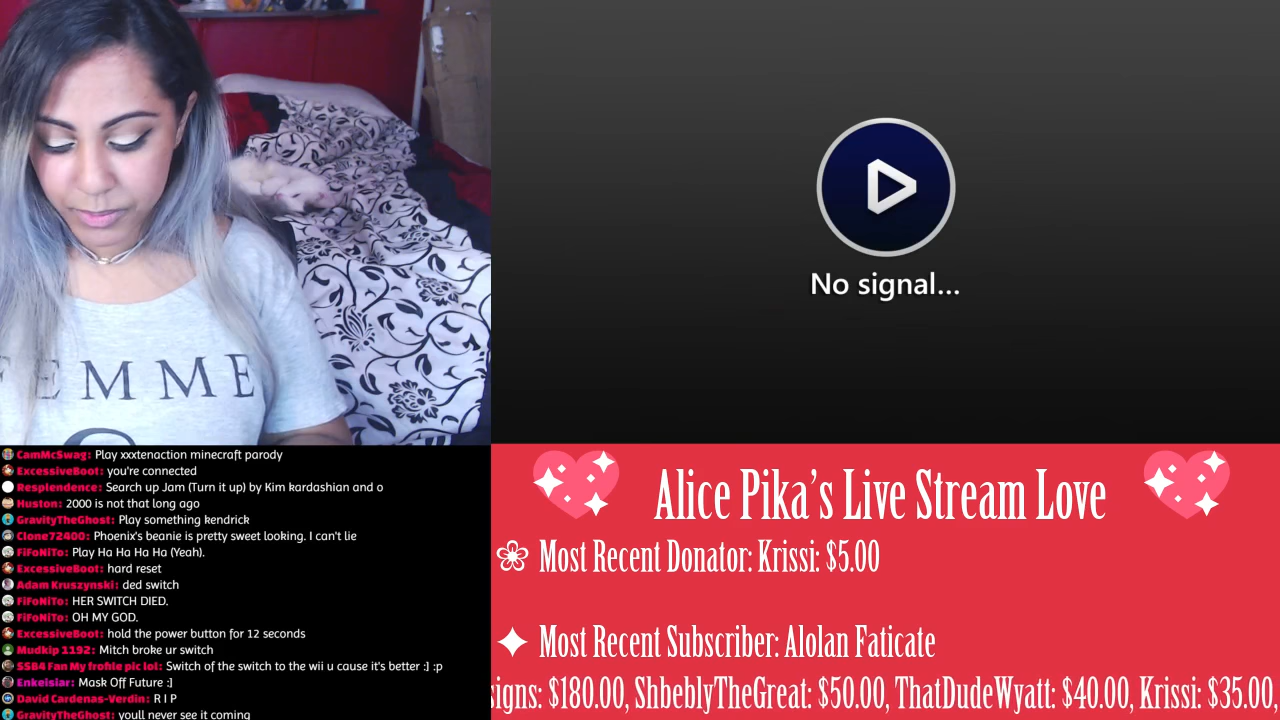 FEMME
No signal...
CamMcSwag: Play xxxtenaction minecraft parody
ExcessiveBoot: you're connected
Resplendence: Search up Jam (Turn it up) by Kim kardashian and o
Huston: 2000 is not that long ago
GravityTheGhost: Play something kendrick
Clone72400: Phoenix's beanie is pretty sweet looking. I can't lie
FiFoNiTo: Play Ha Ha Ha Ha (Yeah).
ExcessiveBoot: hard reset
Adam Kruszynski: ded switch
FiFoNiTo: HER SWITCH DIED.
FiFoNiTo: OH MY GOD.
ExcessiveBoot: hold the power button for 12 seconds
Mudkip 1192: Mitch broke ur switch
SSB4 Fan My frofile pic lol: Switch of the switch to the wii u cause it's better :] :p
Enkelsiar: Mask Off Future :]
David Cardenas-Verdin: R I P
GravityTheGhost: youll never see it coming
Alice Pika's Live Stream Love
Most Recent Donator: Krissi: $5.00
Most Recent Subscriber: Alolan Faticate
signs: $180.00, ShbeblyTheGreat: $50.00, ThatDudeWyatt: $40.00, Krissi: $35.00,